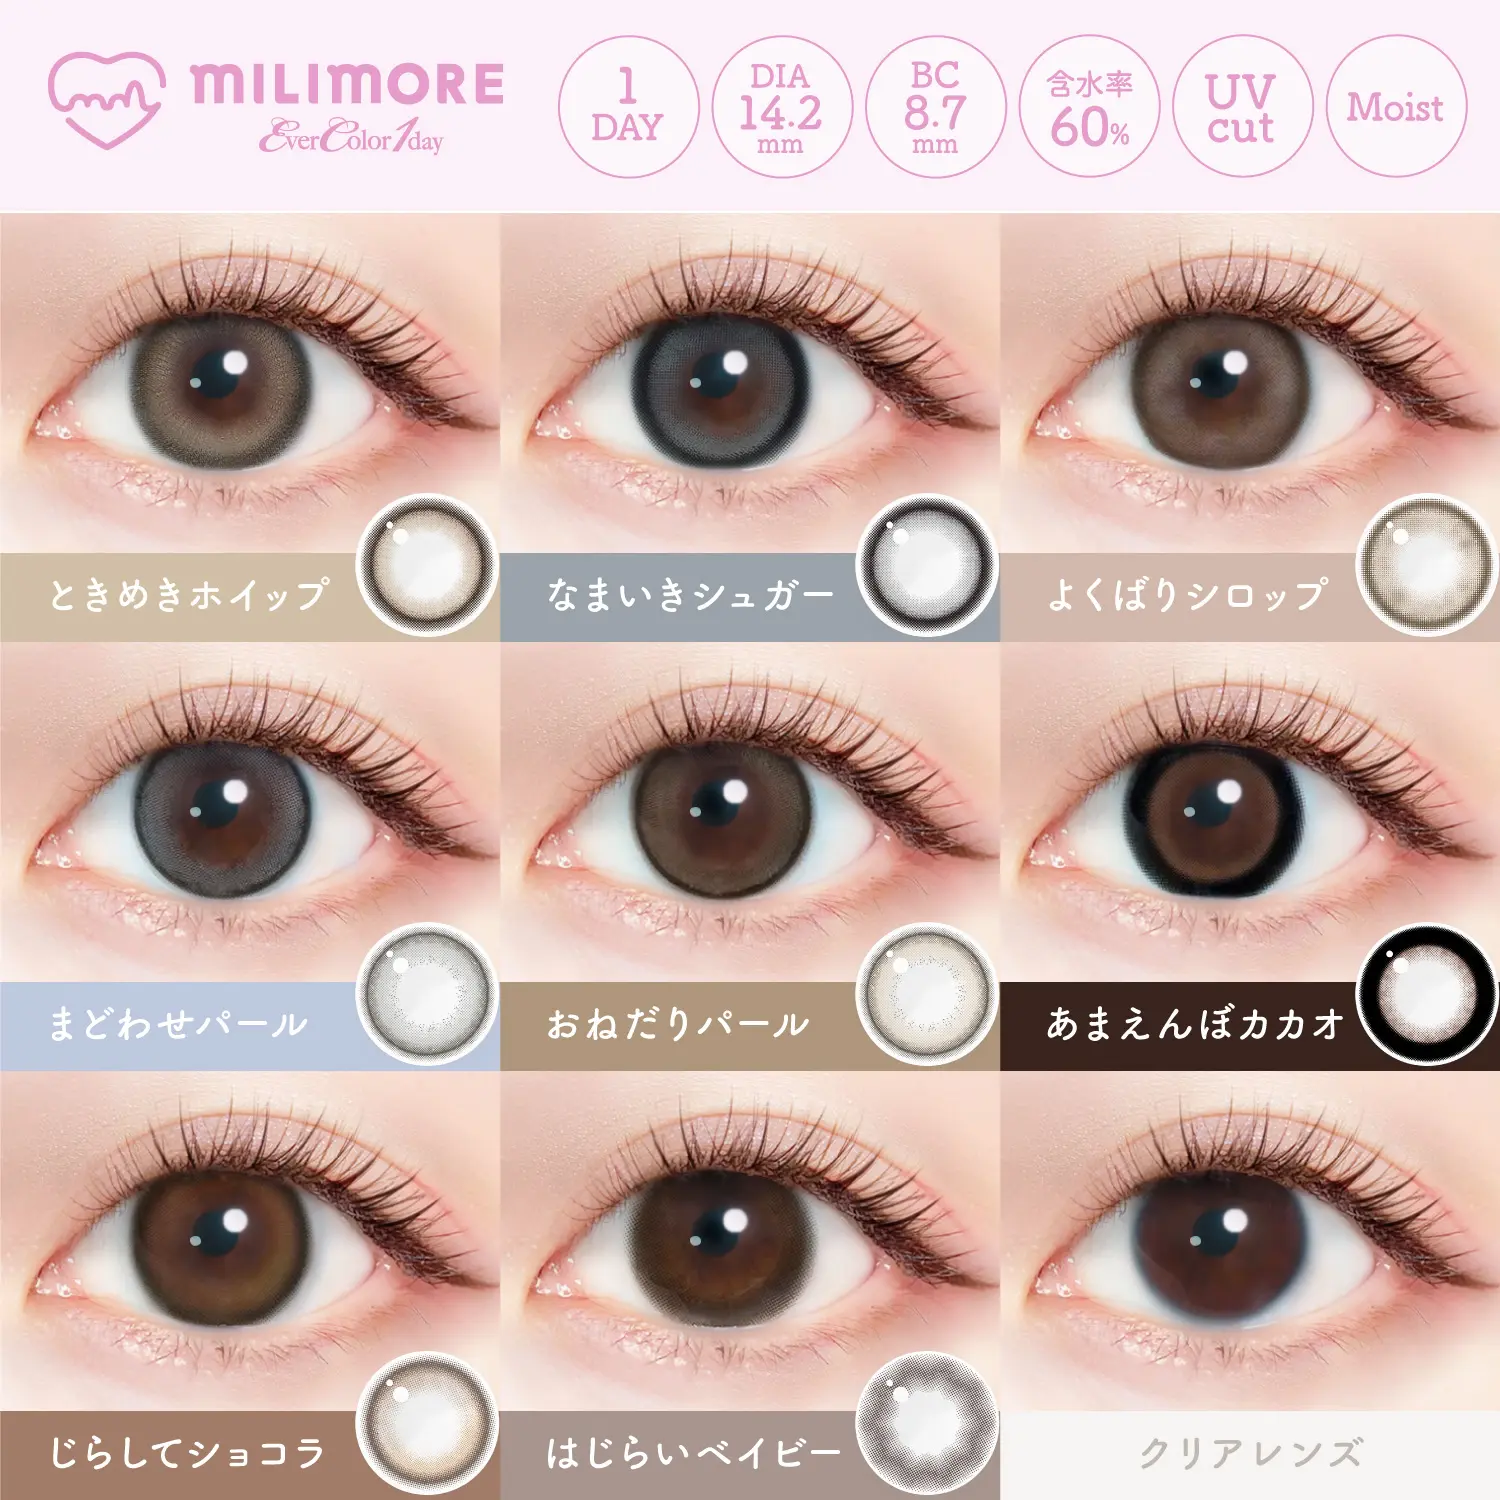 MILIMORE
EverColor1day
1
DAY
DIA
14.2
mm
BC
8.7
mm
含水率
60%
UV
cut
Moist
ときめきホイップ
なまいきシュガー
よくばりシロップ
まどわせパール
おねだりパール
あまえんぼカカオ
じらしてショコラ
はじらいベイビー
クリアレンズ